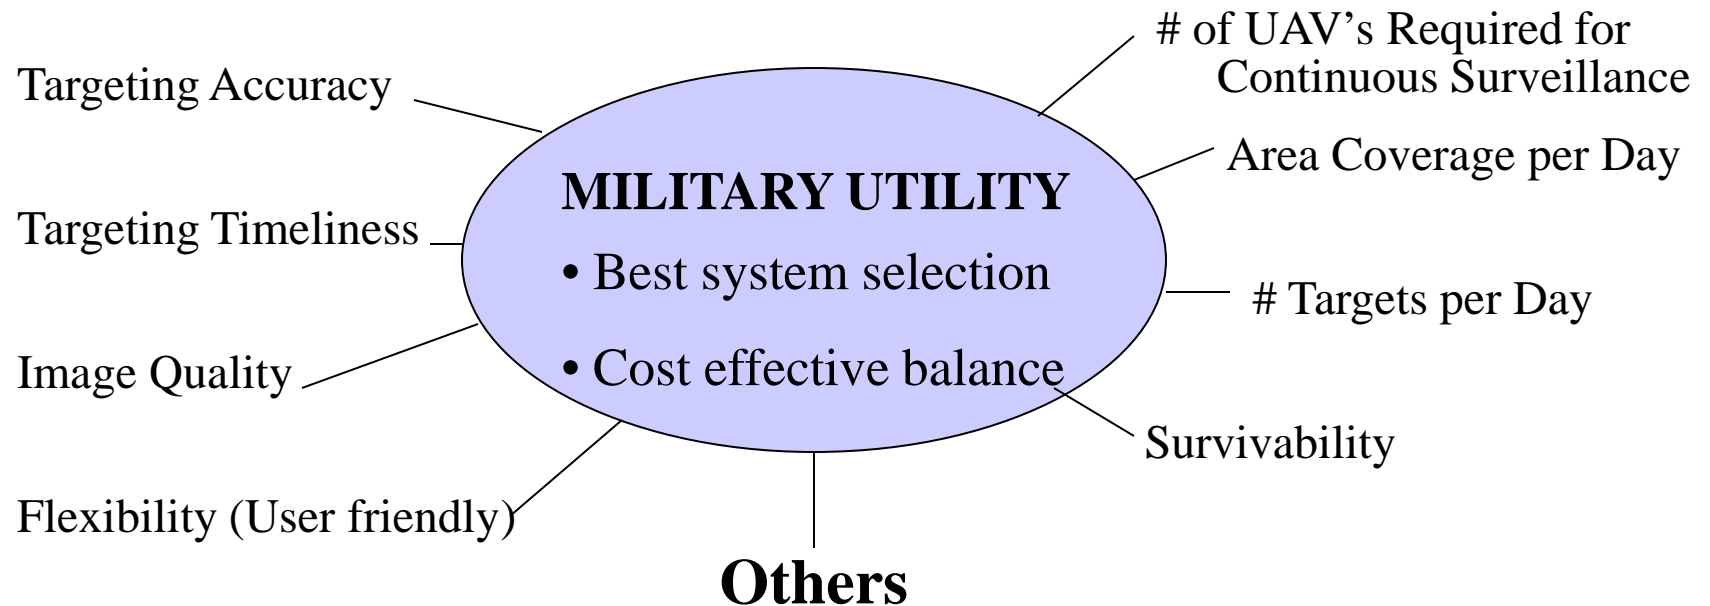 Targeting Accuracy
Targeting Timeliness
Image Quality
Flexibility (User friendly)
MILITARY UTILITY
• Best system selection
• Cost effective balance
Others
# of UAV’s Required for
Continuous Surveillance
Area Coverage per Day
# Targets per Day
Survivability